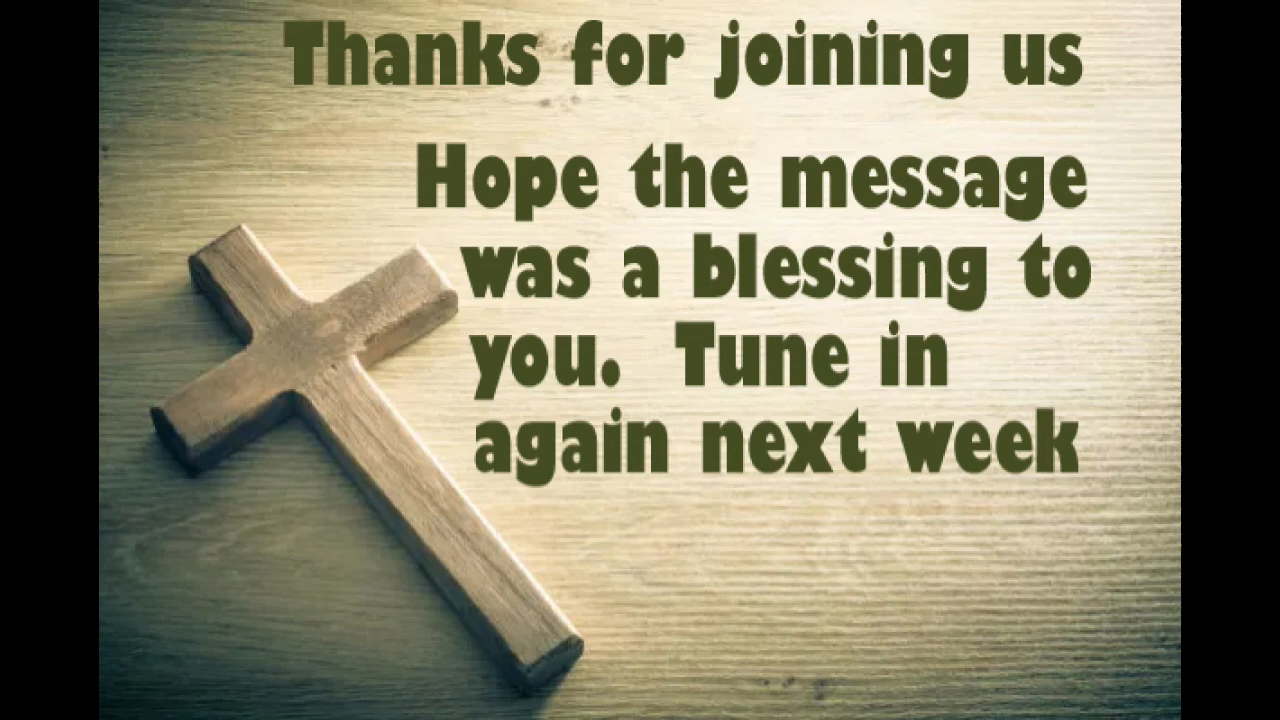 Thanks for joining us
Hope the message
was a blessing to
you. Tune in
again next week